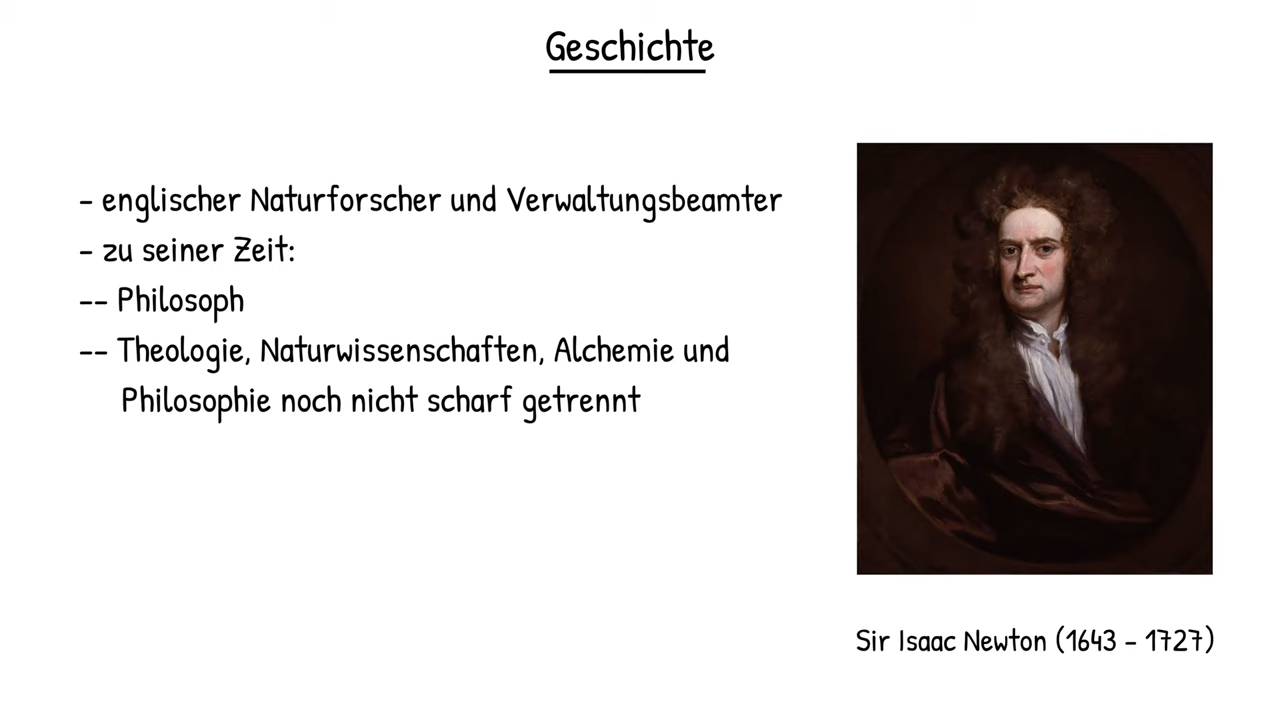 Geschichte
- englischer Naturforscher und Verwaltungsbeamter
- zu seiner Zeit:
-- Philosoph
-- Theologie, Naturwissenschaften, Alchemie und
Philosophie noch nicht scharf getrennt
Sir Isaac Newton (1643 - 1727)